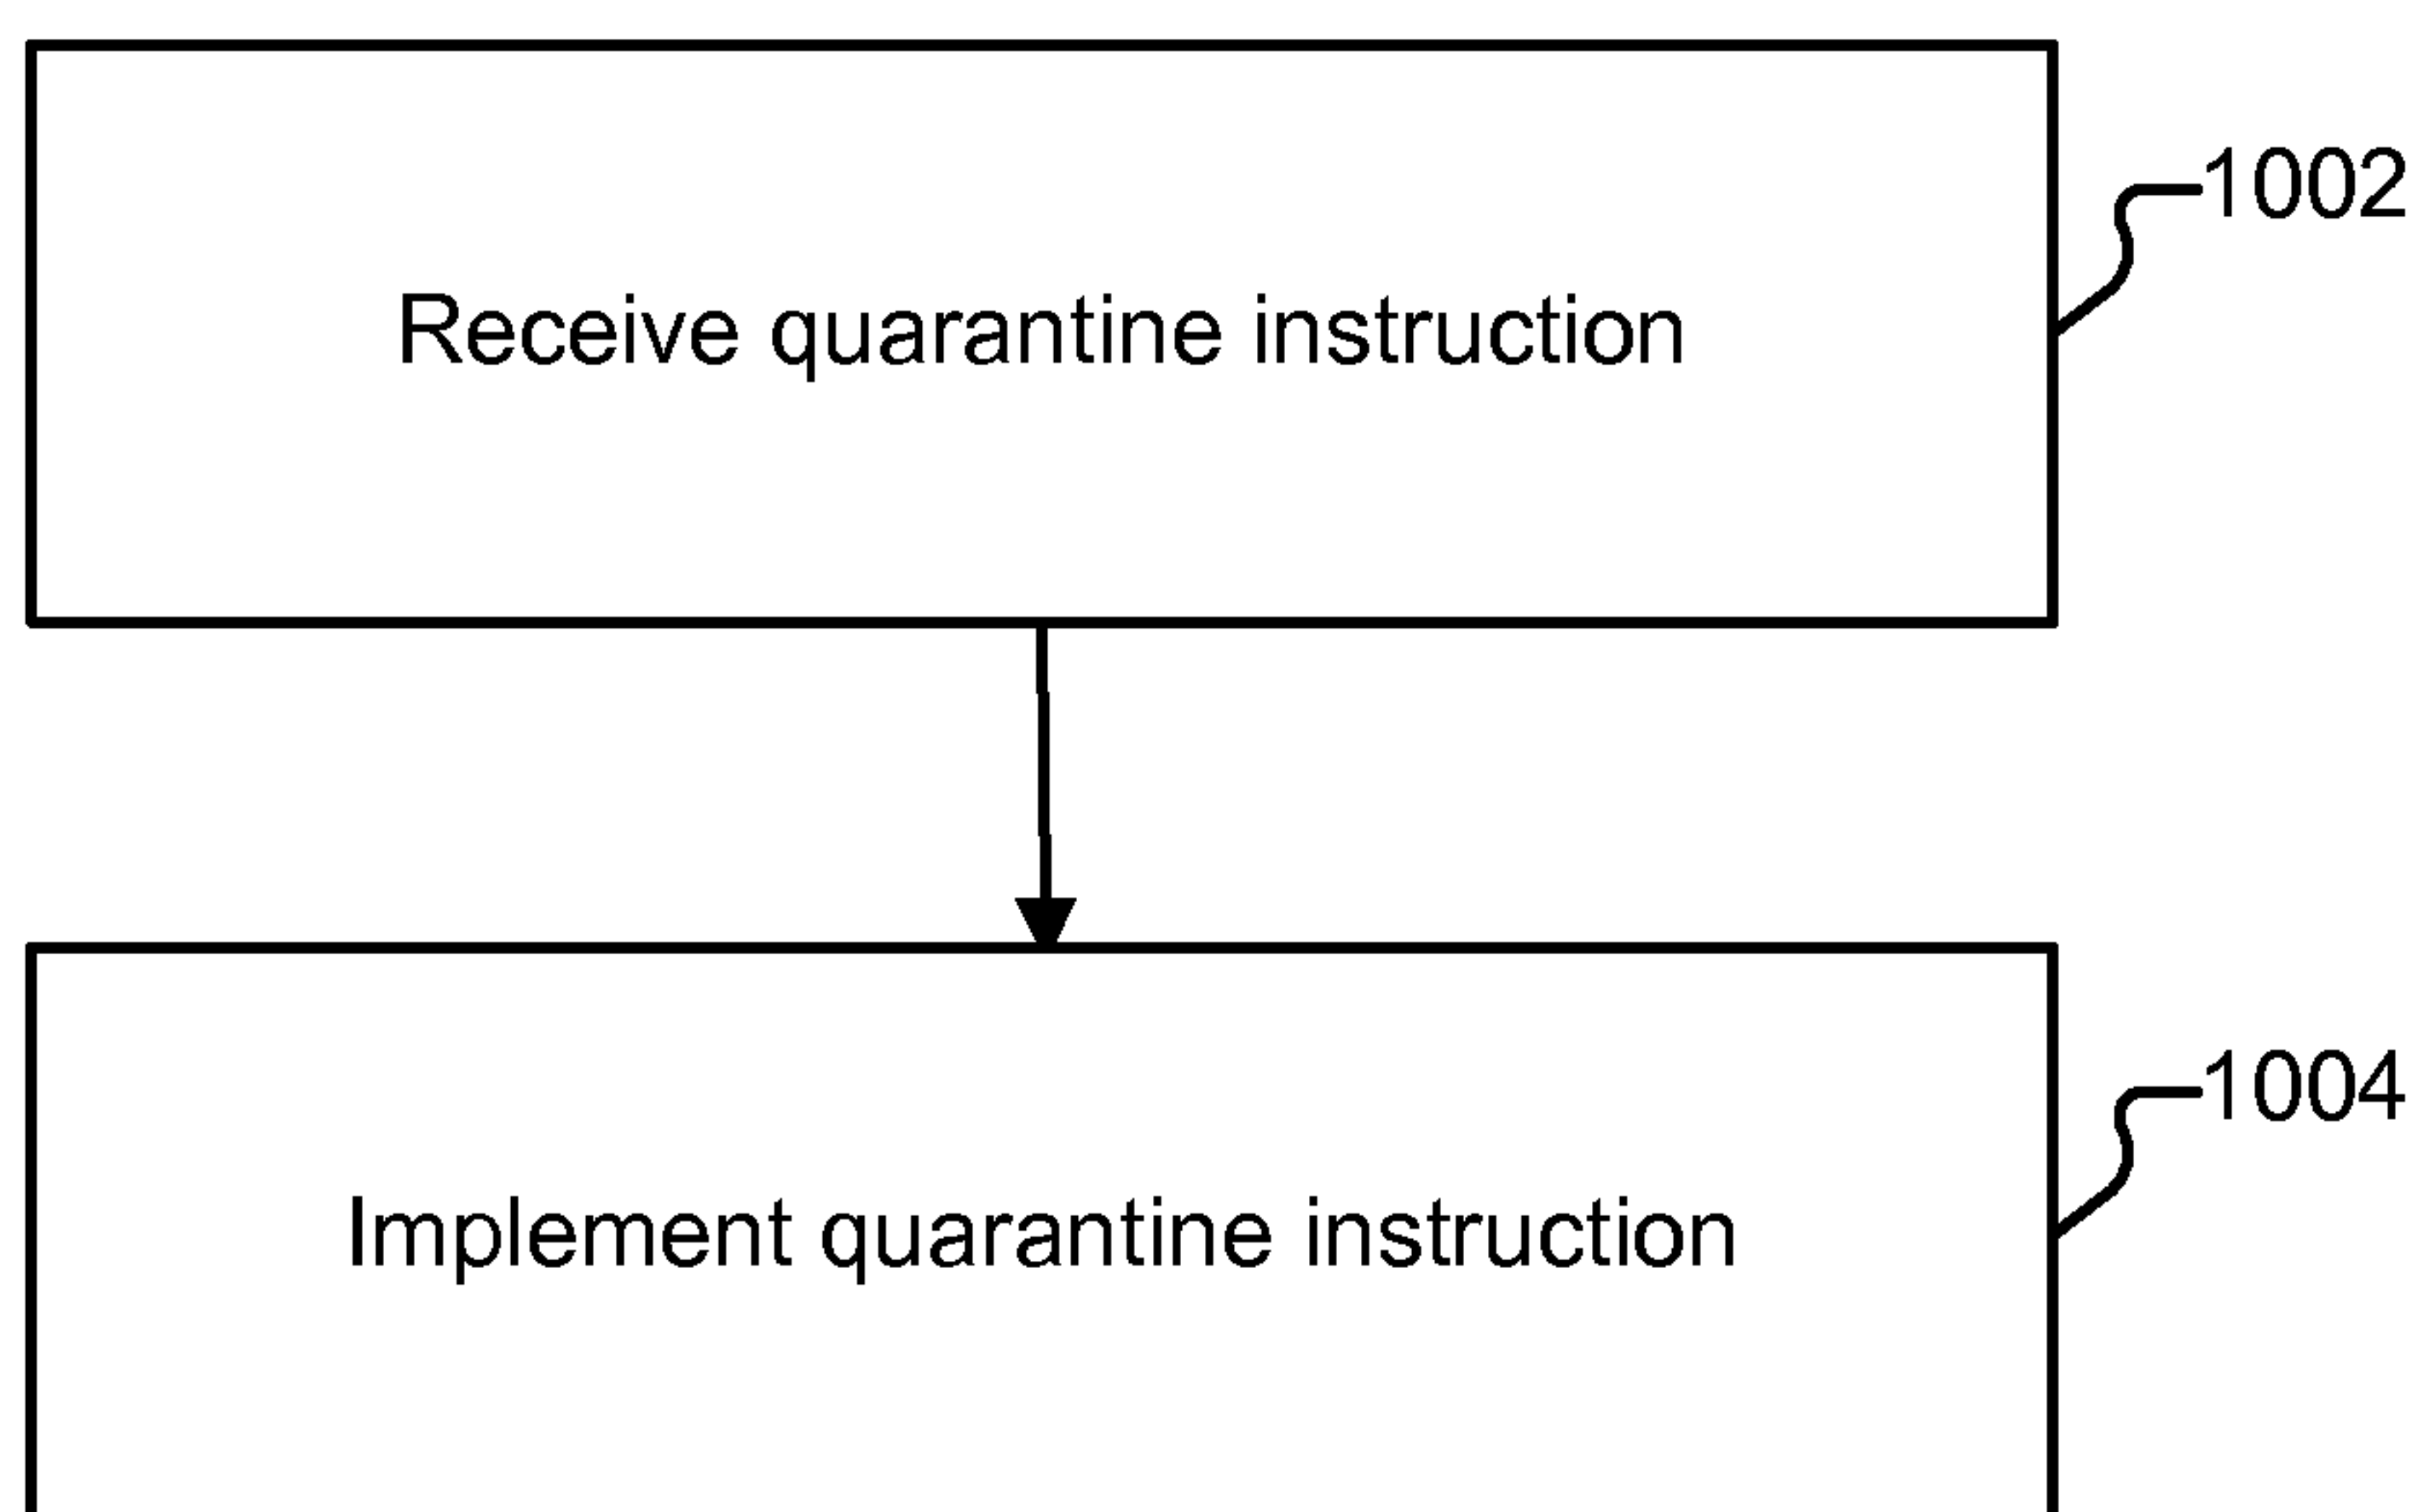 1002
Receive quarantine instruction
1004
Implement quarantine instruction